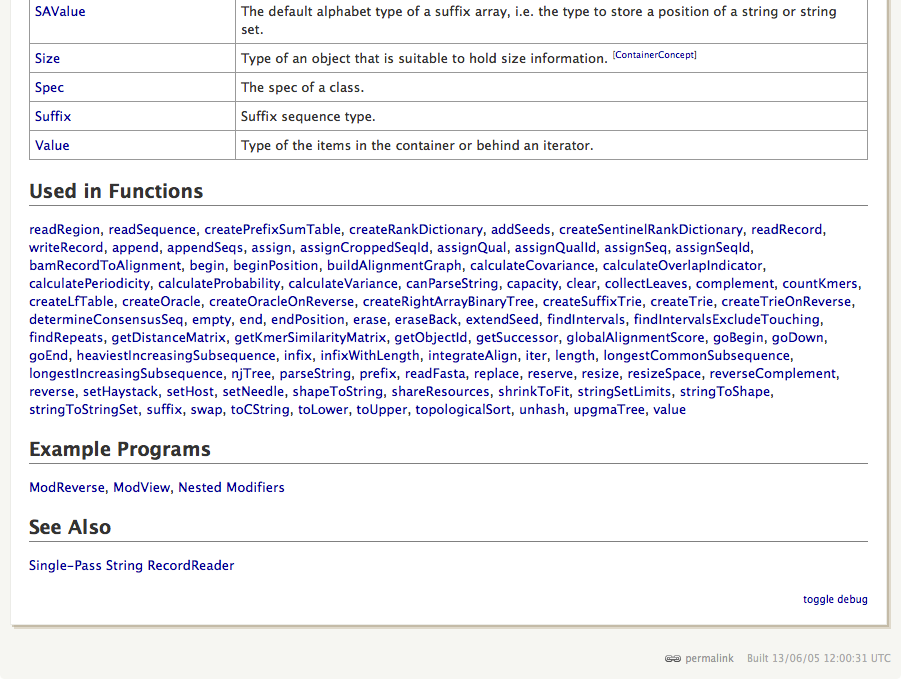 SAValue The default alphabet type of a suffix array, i.e. the type to store a position of a string or string
set.
Size Type of an object that is suitable to hold size information. [ContainerConcept]
Spec The spec of a class.
Suffix Suffix sequence type.
Value Type of the items in the container or behind an iterator.
Used in Functions
readRegion, readSequence, createPrefixSumTable, createRankDictionary, addSeeds, createSentinelRankDictionary, readRecord,
writeRecord, append, appendSeqs, assign, assignCroppedSeqId, assignQual, assignQualId, assignSeq, assignSeqId,
bamRecordToAlignment, begin, beginPosition, buildAlignmentGraph, calculateCovariance, calculateOverlapIndicator,
calculatePeriodicity, calculateProbability, calculateVariance, canParseString, capacity, clear, collectLeaves, complement, countKmers,
createLfTable, createOracle, createOracleOnReverse, createRightArrayBinaryTree, createSuffixTrie, createTrie, createTrieOnReverse,
determineConsensusSeq, empty, end, endPosition, erase, eraseBack, extendSeed, findIntervals, findIntervalsExcludeTouching,
findRepeats, getDistanceMatrix, getKmerSimilarityMatrix, getObjectId, getSuccessor, globalAlignmentScore, goBegin, goDown,
goEnd, heaviestIncreasingSubsequence, infix, infixWithLength, integrateAlign, iter, length, longestCommonSubsequence,
longestIncreasingSubsequence, njTree, parseString, prefix, readFasta, replace, reserve, resize, resizeSpace, reverseComplement,
reverse, setHaystack, setHost, setNeedle, shapeToString, shareResources, shrinkToFit, stringSetLimits, stringToShape,
stringToStringSet, suffix, swap, toCString, toLower, toUpper, topologicalSort, unhash, upgmaTree, value
Example Programs
ModReverse, ModView, Nested Modifiers
See Also
Single-Pass String RecordReader
toggle debug
permalink Built 13/06/05 12:00:31 UTC